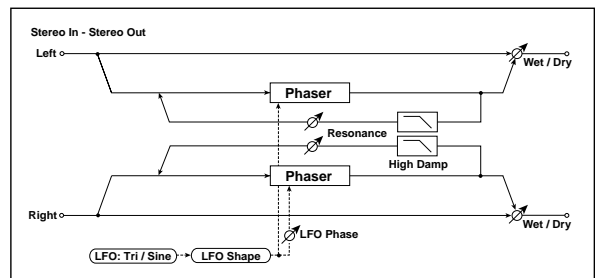 Stereo In - Stereo Out
Left
Wet / Dry
Phaser
Resonance
High Damp
Phaser
Right
Wet / Dry
LFO Phase
LFO: Tri / Sine
LFO Shape